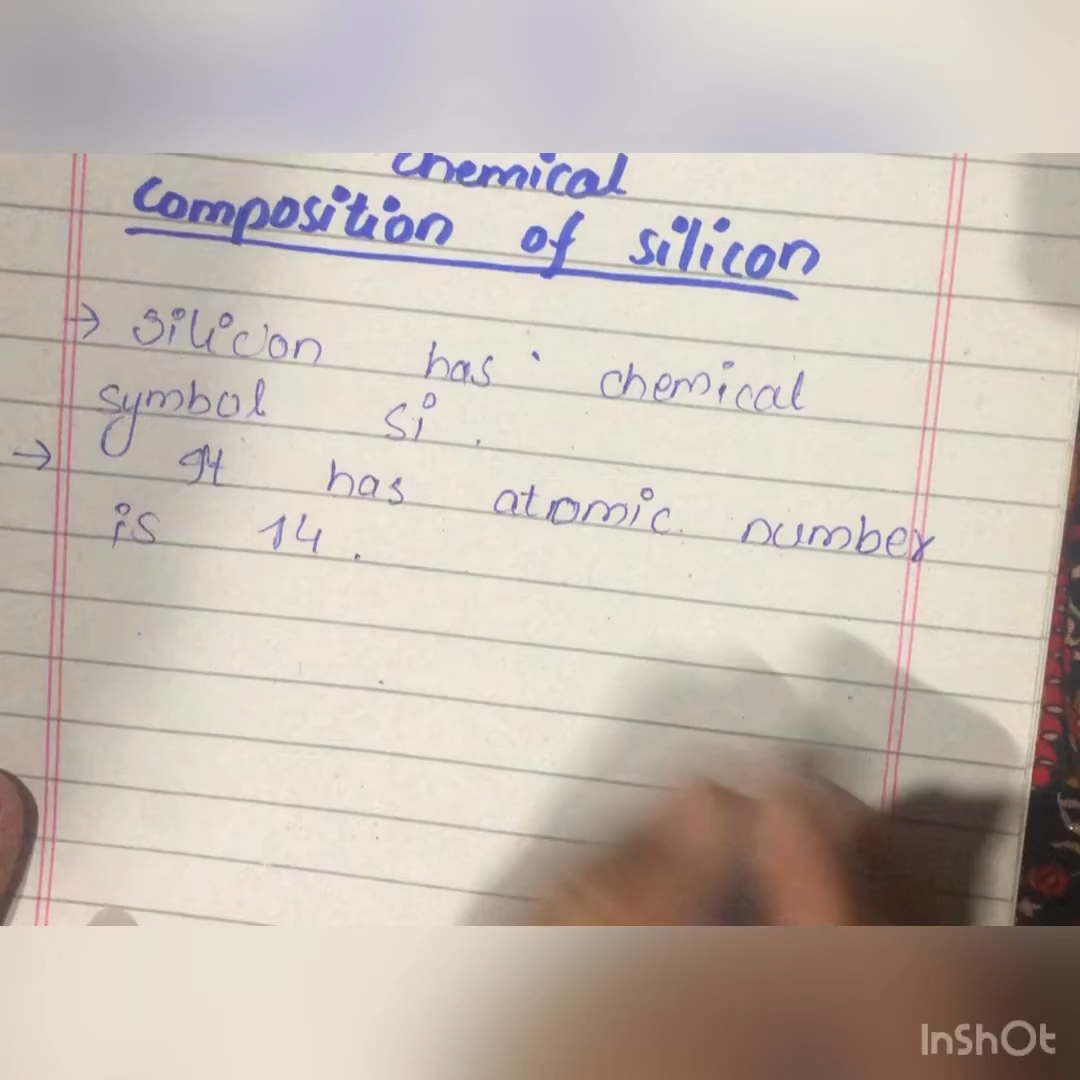 chemical
composition of silicon
→ silicon has chemical
symbol si.
→ It has atomic number
is 14.
InShOt